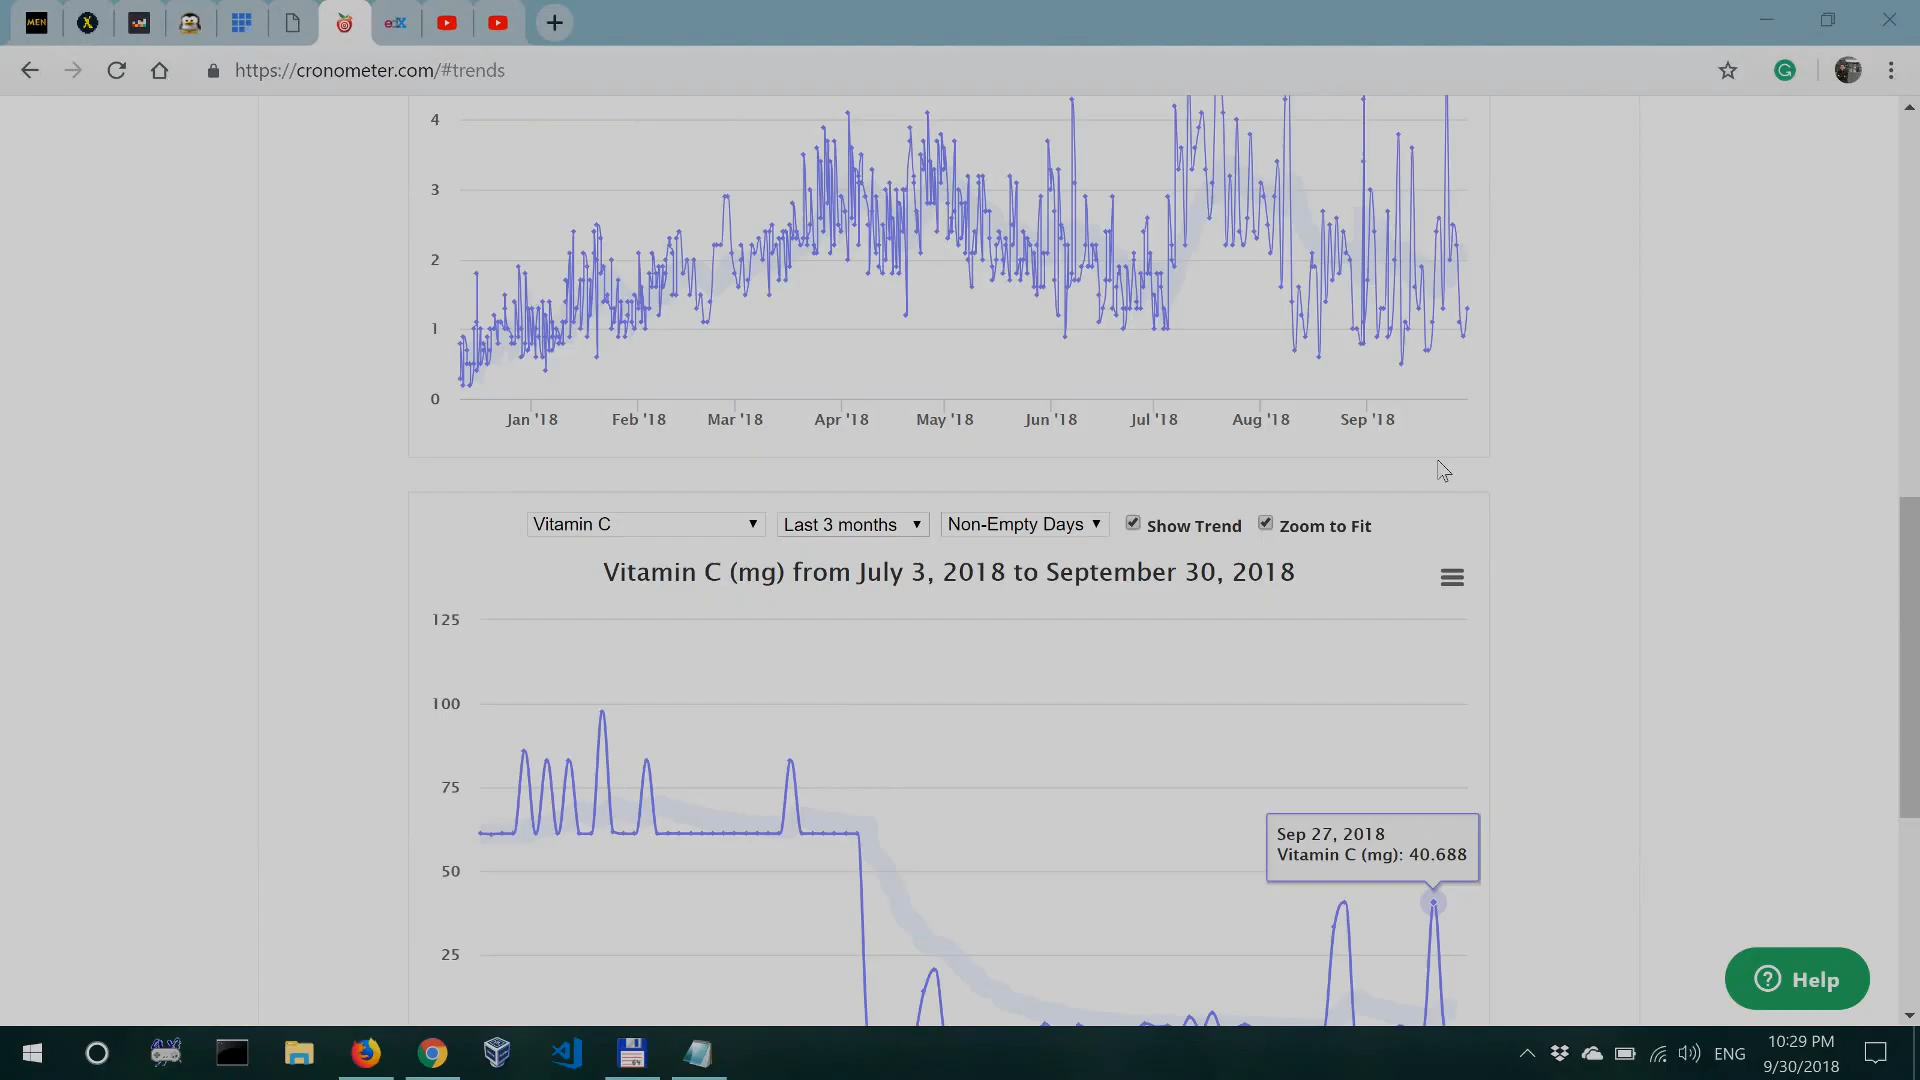 MEN
X
edX
https://cronometer.com/#trends
G
4
3
2
1
0
Jan '18 Feb '18 Mar '18 Apr '18 May '18 Jun '18 Jul '18 Aug '18 Sep '18
Vitamin C Last 3 months Non-Empty Days Show Trend Zoom to Fit
Vitamin C (mg) from July 3, 2018 to September 30, 2018
125
100
75
50
25
Sep 27, 2018
Vitamin C (mg): 40.688
? Help
64
ENG
10:29 PM
9/30/2018